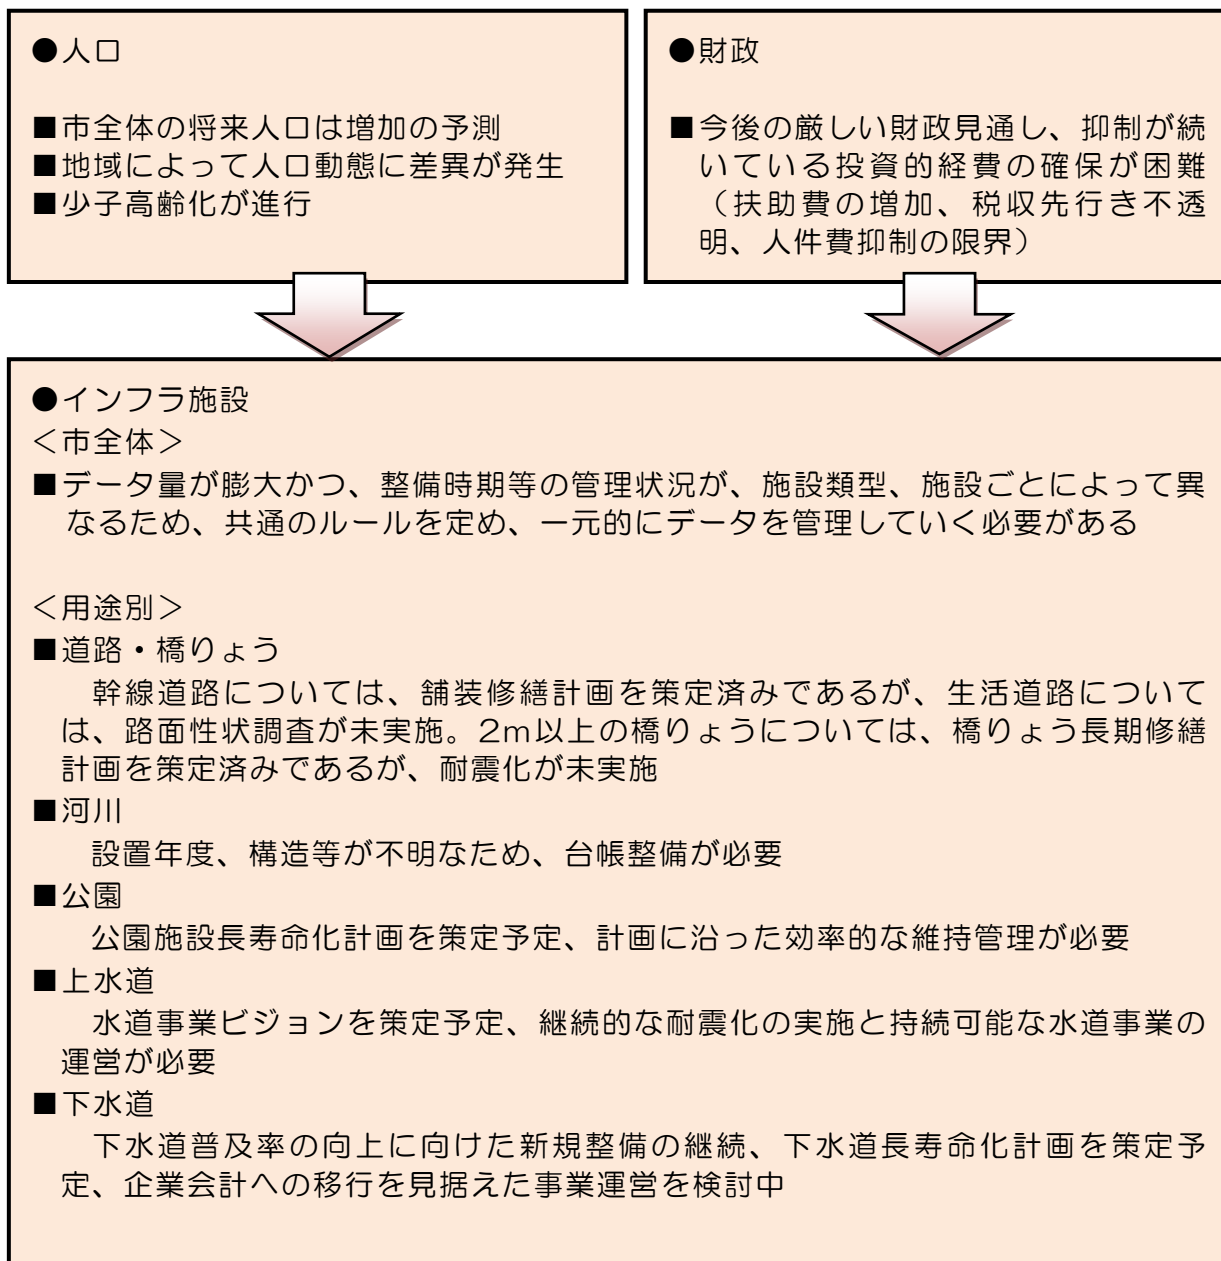 ●人口
■市全体の将来人口は増加の予測
■地域によって人口動態に差異が発生
■少子高齢化が進行
●財政
■今後の厳しい財政見通し、抑制が続
いている投資的経費の確保が困難
（扶助費の増加、税収先行き不透
明、人件費抑制の限界）
●インフラ施設
＜市全体＞
■データ量が膨大かつ、整備時期等の管理状況が、施設類型、施設ごとによって異
なるため、共通のルールを定め、一元的にデータを管理していく必要がある
＜用途別＞
■道路・橋りょう
幹線道路については、舗装修繕計画を策定済みであるが、生活道路について
は、路面性状調査が未実施。2m以上の橋りょうについては、橋りょう長期修繕
計画を策定済みであるが、耐震化が未実施
■河川
設置年度、構造等が不明なため、台帳整備が必要
■公園
公園施設長寿命化計画を策定予定、計画に沿った効率的な維持管理が必要
■上水道
水道事業ビジョンを策定予定、継続的な耐震化の実施と持続可能な水道事業の
運営が必要
■下水道
下水道普及率の向上に向けた新規整備の継続、下水道長寿命化計画を策定予
定、企業会計への移行を見据えた事業運営を検討中